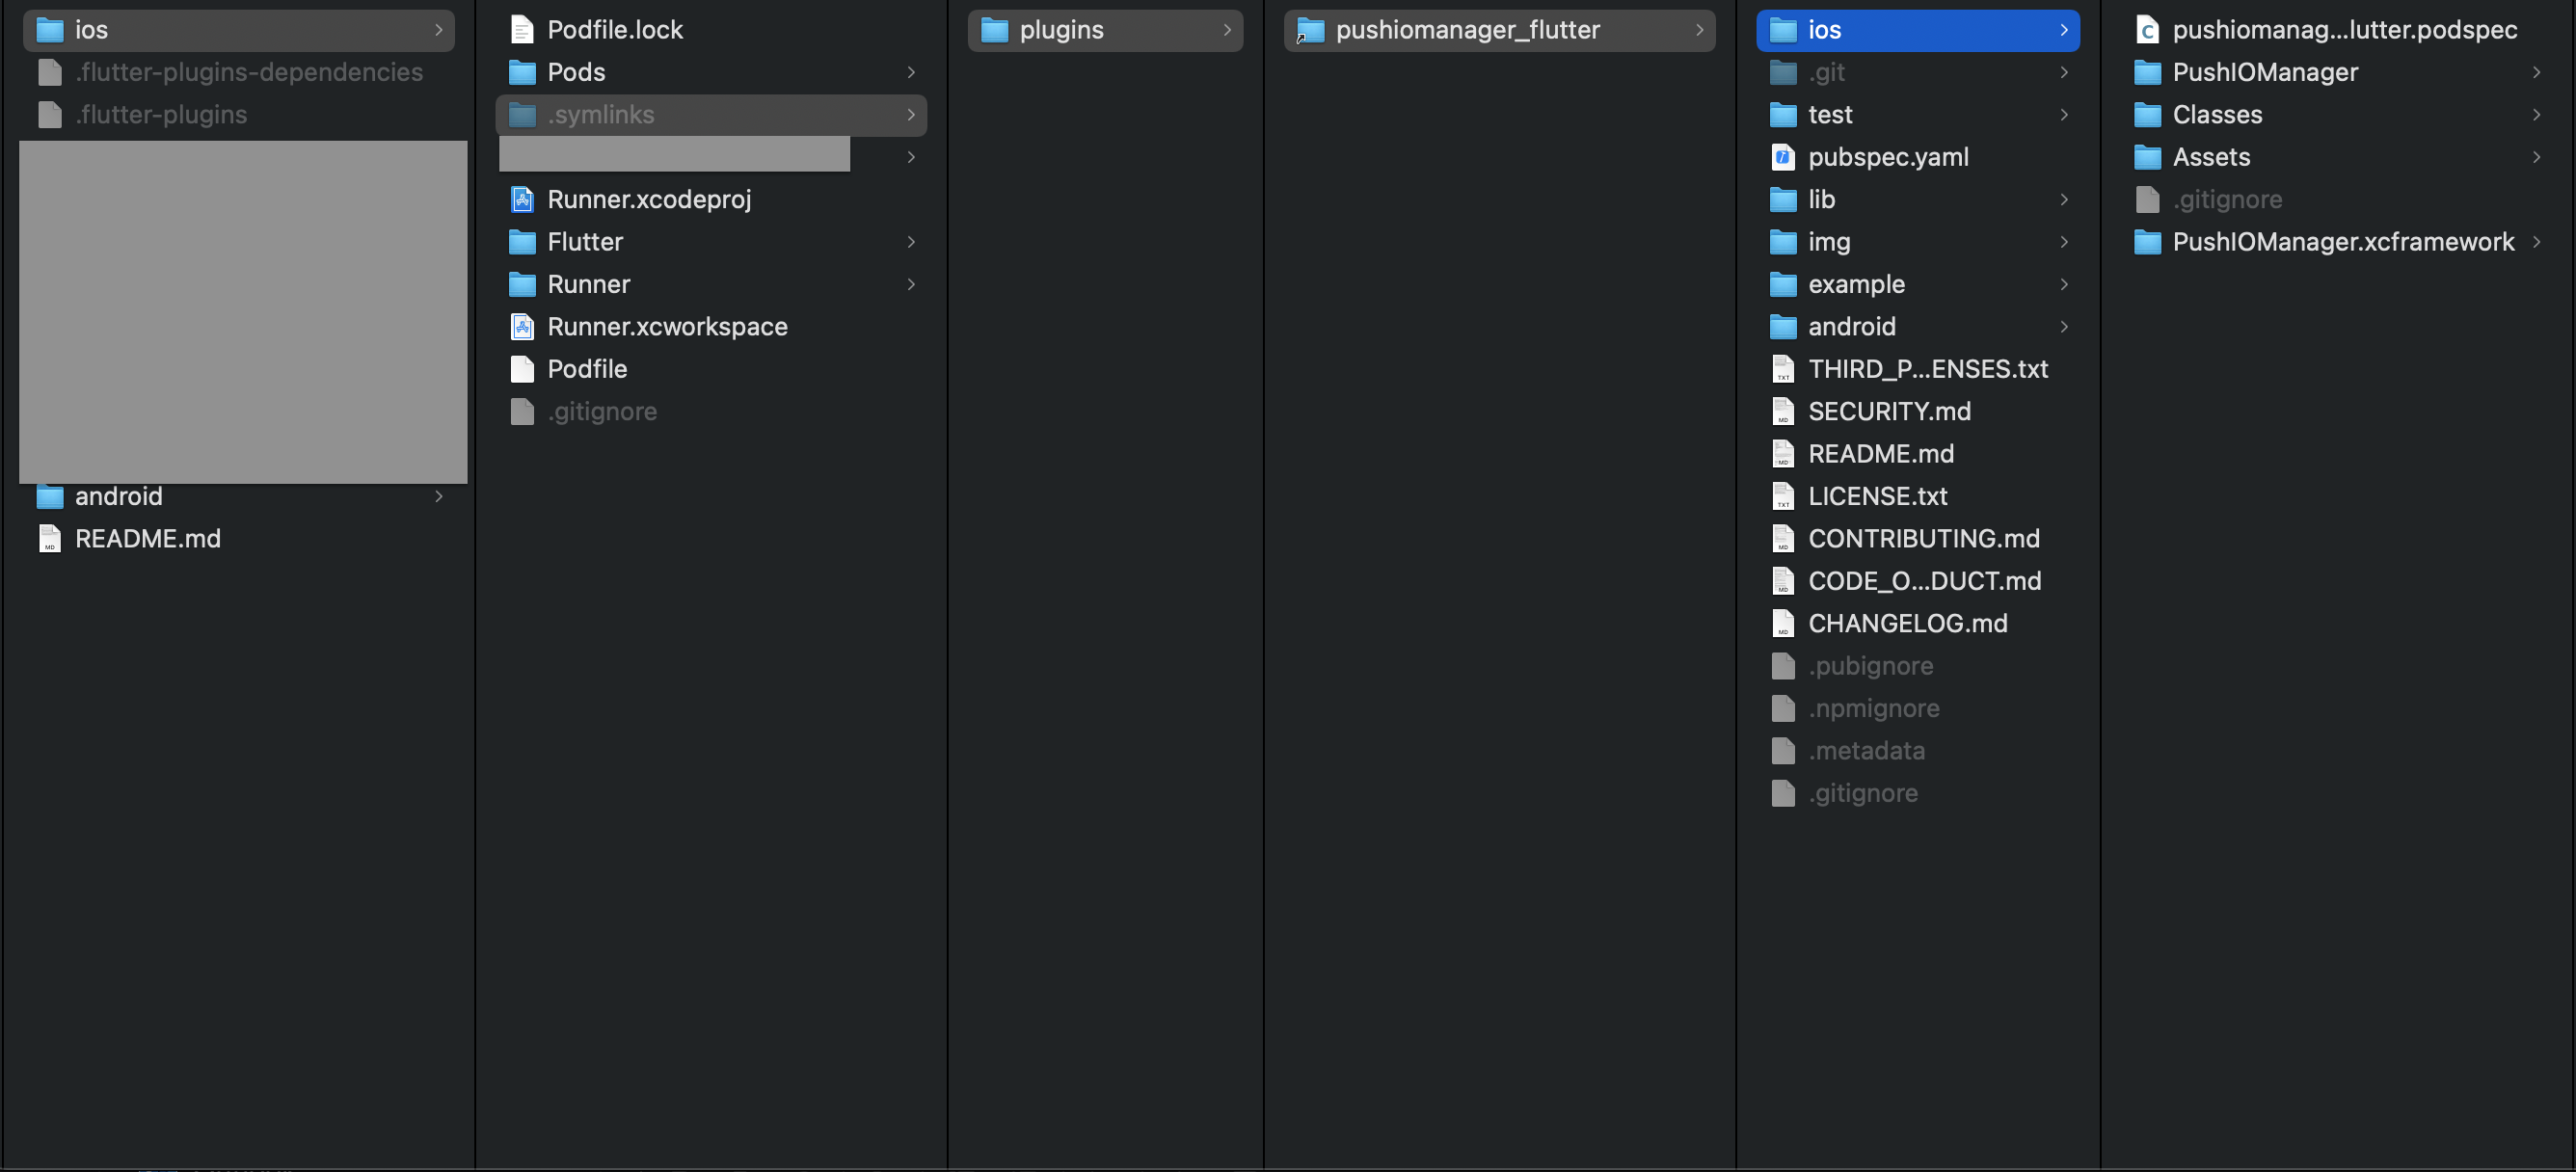 ios
.flutter-plugins-dependencies
.flutter-plugins
android
README.md
Podfile.lock
Pods
.symlinks
Runner.xcodeproj
Flutter
Runner
Runner.xcworkspace
Podfile
.gitignore
plugins
pushiomanager_flutter
ios
.git
test
pubspec.yaml
lib
img
example
android
THIRD_P...ENSES.txt
SECURITY.md
README.md
LICENSE.txt
CONTRIBUTING.md
CODE_O...DUCT.md
CHANGELOG.md
.pubignore
.npmignore
.metadata
.gitignore
pushiomanag...lutter.podspec
PushIOManager
Classes
Assets
.gitignore
PushIOManager.xcframework